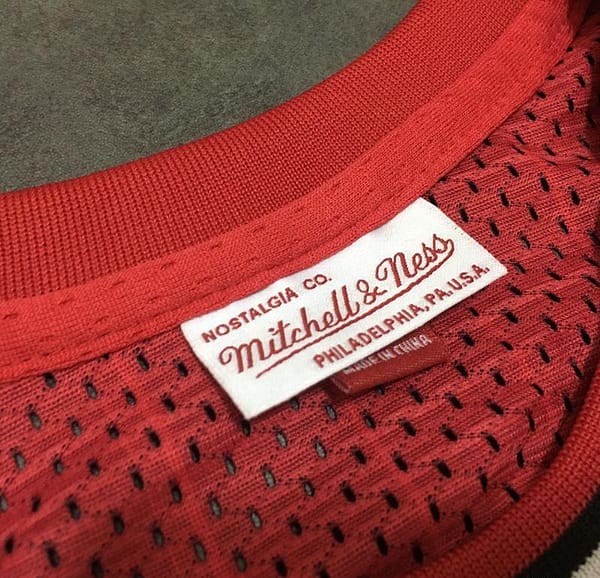 NOSTALGIA CO.
Mitchell & Ness
PHILADELPHIA, PA. U.S.A.
MADE IN CHINA